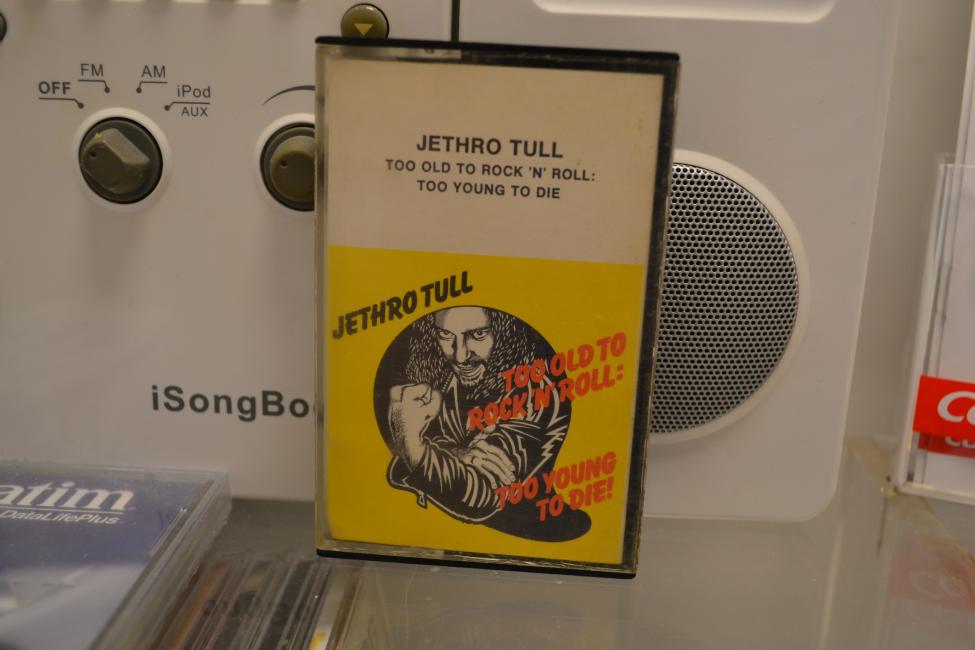 OFF
FM
AM
iPod
AUX
JETHRO TULL
TOO OLD TO ROCK 'N' ROLL:
TOO YOUNG TO DIE
JETHRO TULL
TOO OLD TO
ROCK 'N' ROLL:
TOO YOUNG
TO DIE!
DataLifePlus